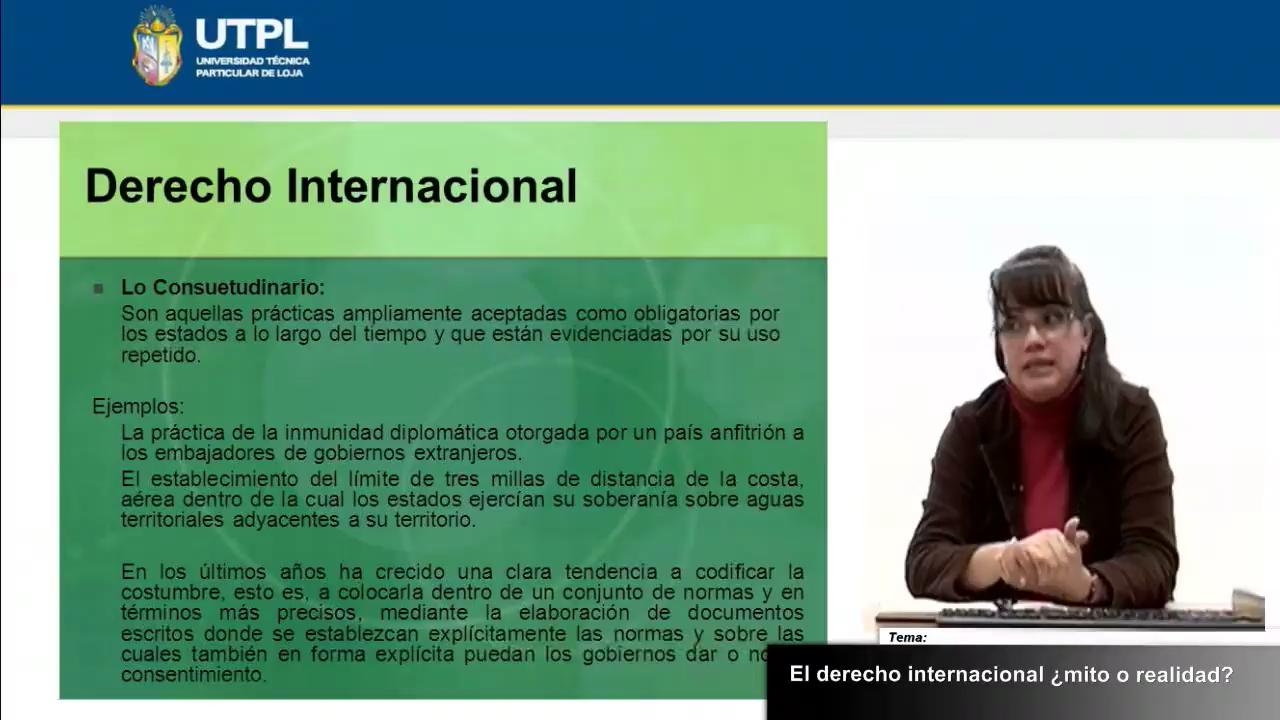 UTPL
UNIVERSIDAD TÉCNICA
PARTICULAR DE LOJA
Derecho Internacional
Lo Consuetudinario:
Son aquellas prácticas ampliamente aceptadas como obligatorias por
los estados a lo largo del tiempo y que están evidenciadas por su uso
repetido.
Ejemplos:
La práctica de la inmunidad diplomática otorgada por un país anfitrión a
los embajadores de gobiernos extranjeros.
El establecimiento del límite de tres millas de distancia de la costa,
aérea dentro de la cual los estados ejercían su soberanía sobre aguas
territoriales adyacentes a su territorio.
En los últimos años ha crecido una clara tendencia a codificar la
costumbre, esto es, a colocarla dentro de un conjunto de normas y en
términos más precisos, mediante la elaboración de documentos
escritos donde se establezcan explícitamente las normas y sobre las
cuales también en forma explícita puedan los gobiernos dar o
consentimiento.
Tema:
El derecho internacional ¿mito o realidad?